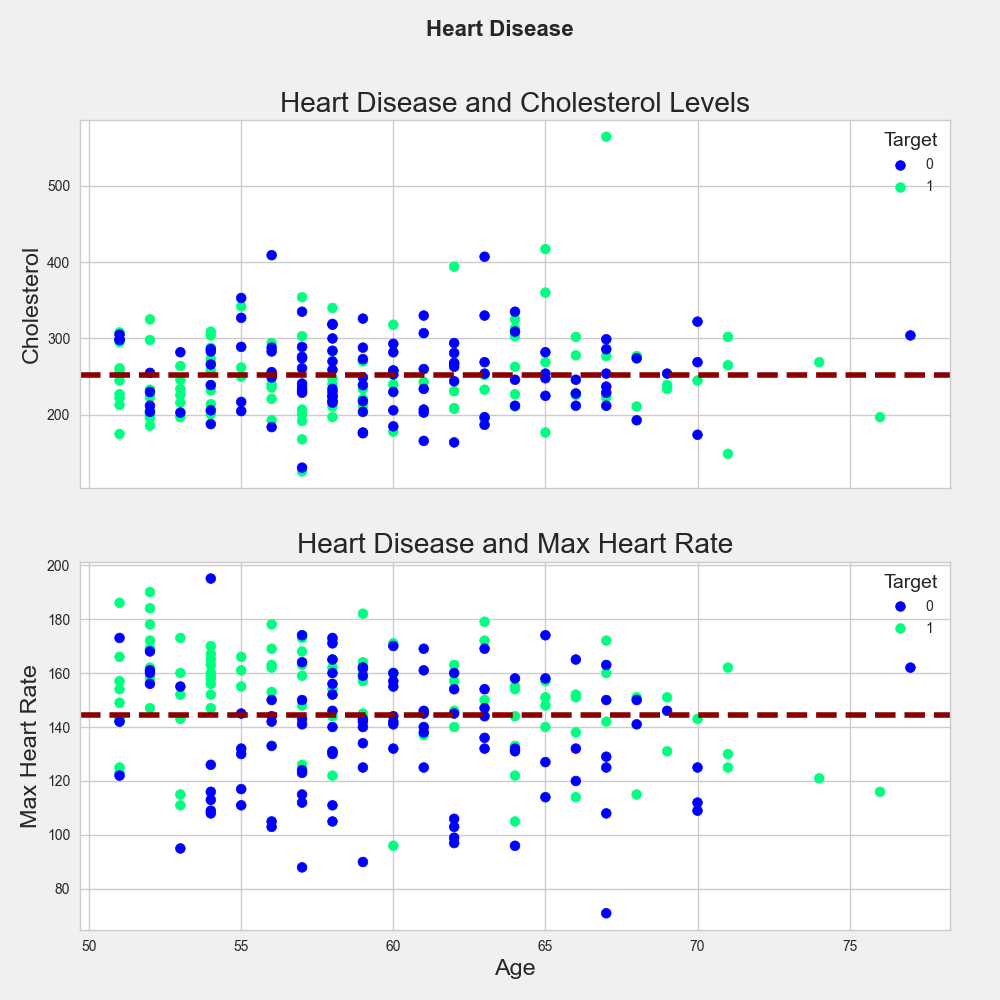 Heart Disease
Heart Disease and Cholesterol Levels
Target
0
1
500
400
300
200
Cholesterol
Heart Disease and Max Heart Rate
Target
0
1
200
180
160
140
120
100
80
Max Heart Rate
50 55 60 65 70 75
Age